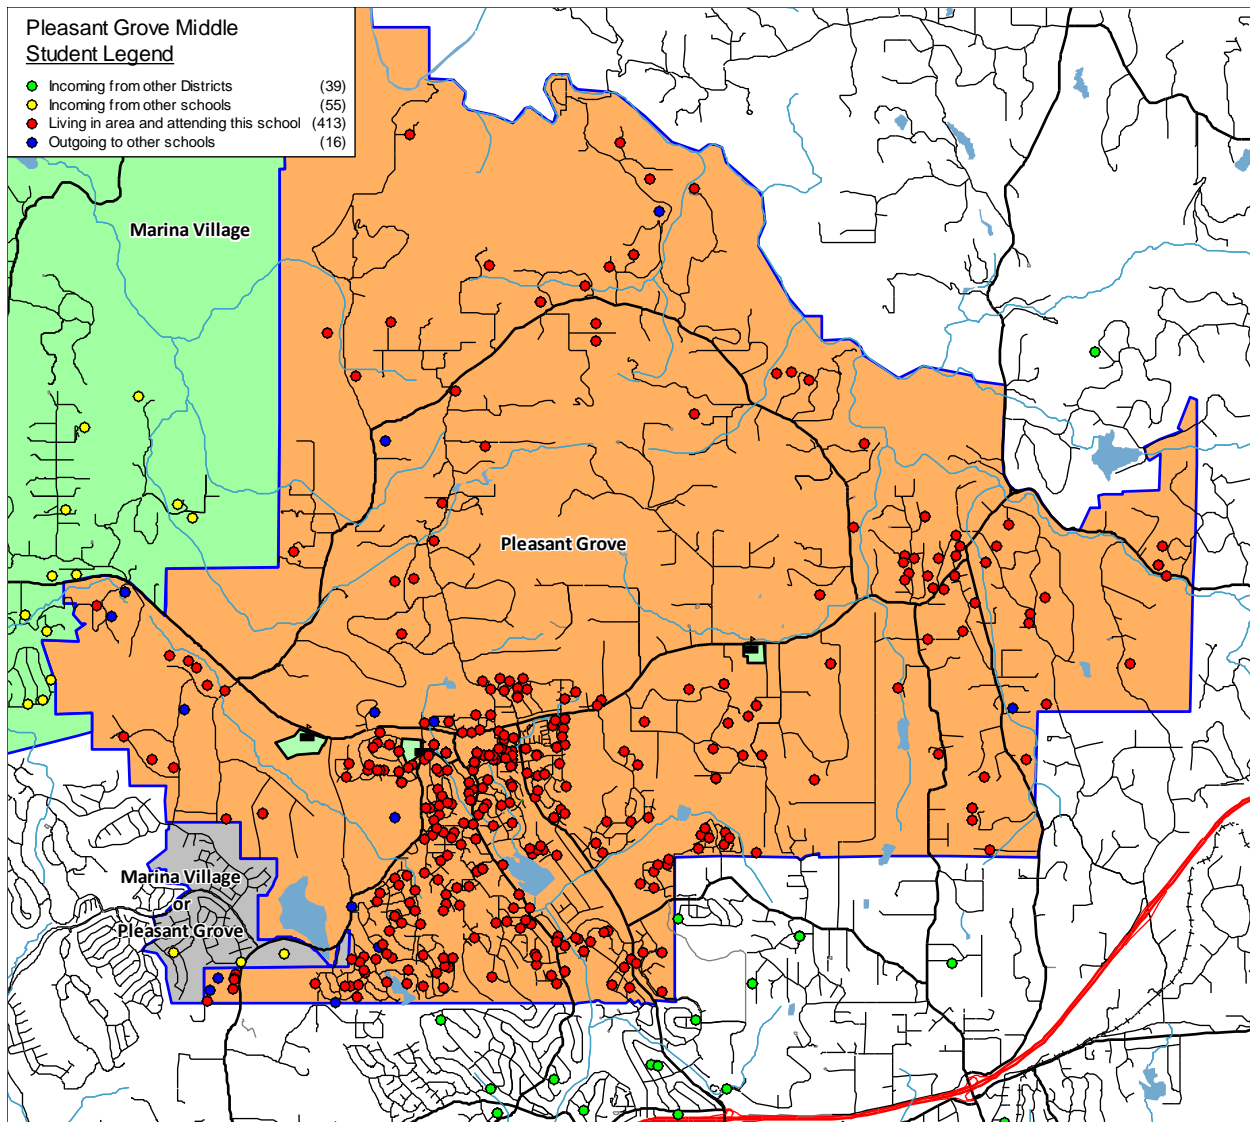 Pleasant Grove Middle
Student Legend
Incoming from other Districts (39)
Incoming from other schools (55)
Living in area and attending this school (413)
Outgoing to other schools (16)
Marina Village
Pleasant Grove
Marina Village
or
Pleasant Grove